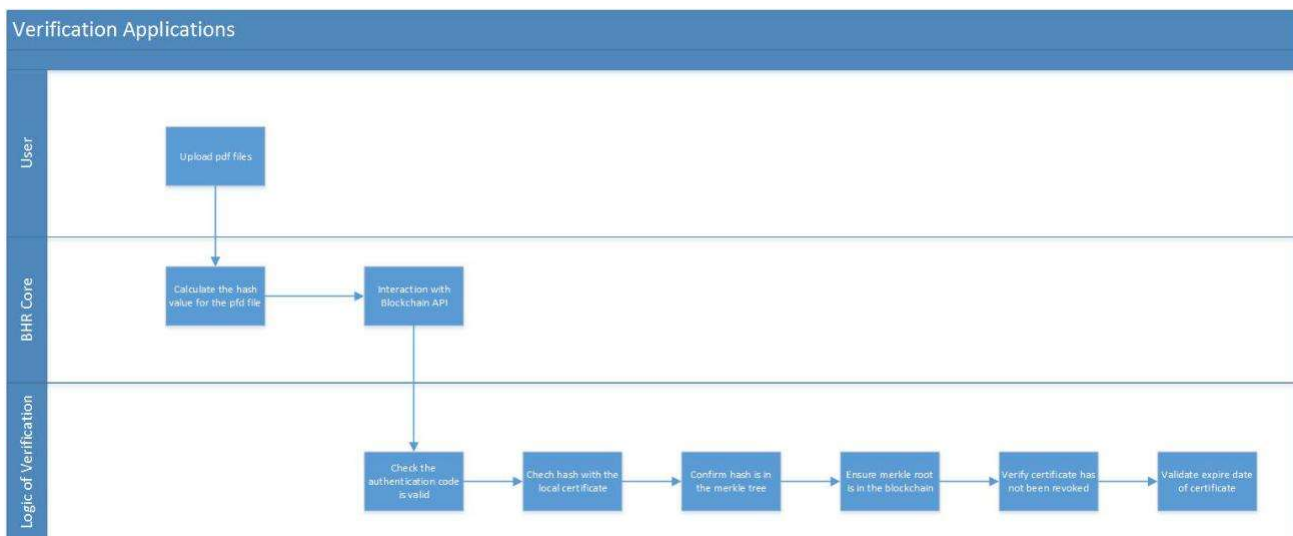 Verification Applications
User
Upload pdf files
BHR Core
Calculate the hash
value for the pfd file
Interaction with
Blockchain API
Logic of Verification
Check the
authentication code
is valid
Chech hash with the
local certificate
Confirm hash is in
the merkle tree
Ensure merkle root
is in the blockchain
Verify certificate has
not been revoked
Validate expire date
of certificate